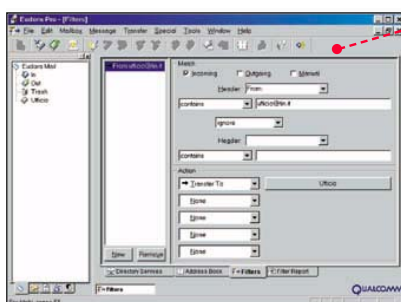 Eudora Pro - [Filters]
File Edit Mailbox Message Transfer Special Tools Window Help
Eudora Mail
In
Out
Trash
Ufficio
From:ufficio@tin.it
Match
Incoming Outgoing Manual
Header From:
contains ufficio@tin.it
ignore
Header
contains
Action
Transfer To Ufficio
None
None
None
None
New Remove
Directory Services Address Book Filters Filter Report
Filters
QUALCOMM